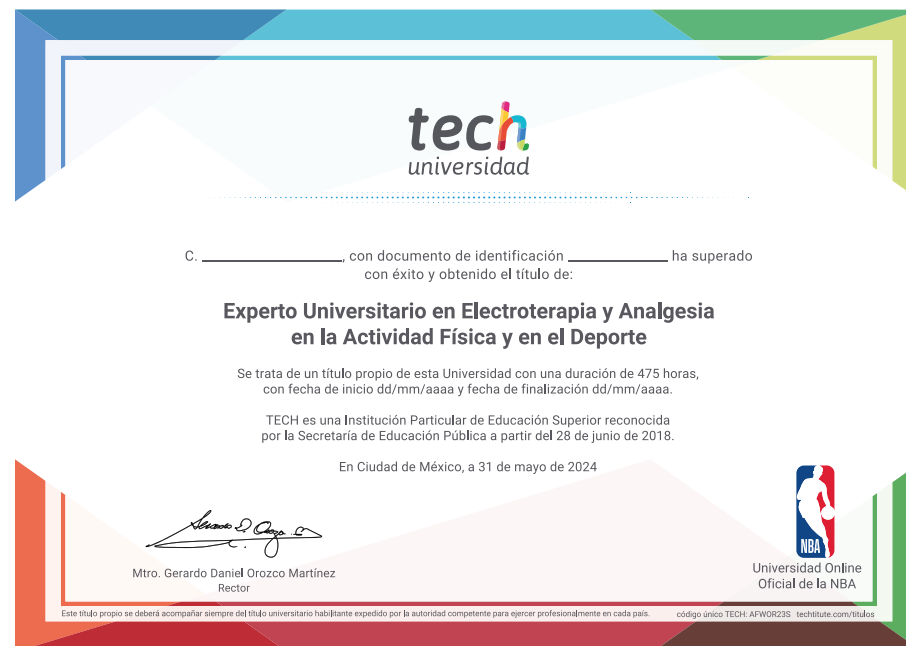 tech
universidad
C. ____________, con documento de identificación ____________ ha superado
con éxito y obtenido el título de:
Experto Universitario en Electroterapia y Analgesia
en la Actividad Física y en el Deporte
Se trata de un título propio de esta Universidad con una duración de 475 horas,
con fecha de inicio dd/mm/aaaa y fecha de finalización dd/mm/aaaa.
TECH es una Institución Particular de Educación Superior reconocida
por la Secretaría de Educación Pública a partir del 28 de junio de 2018.
En Ciudad de México, a 31 de mayo de 2024
Mtro. Gerardo Daniel Orozco Martínez
Rector
NBA
Universidad Online
Oficial de la NBA
Este título propio se deberá acompañar siempre del título universitario habilitante expedido por la autoridad competente para ejercer profesionalmente en cada país.
código único TECH: AFWOR23S techtitute.com/titulos